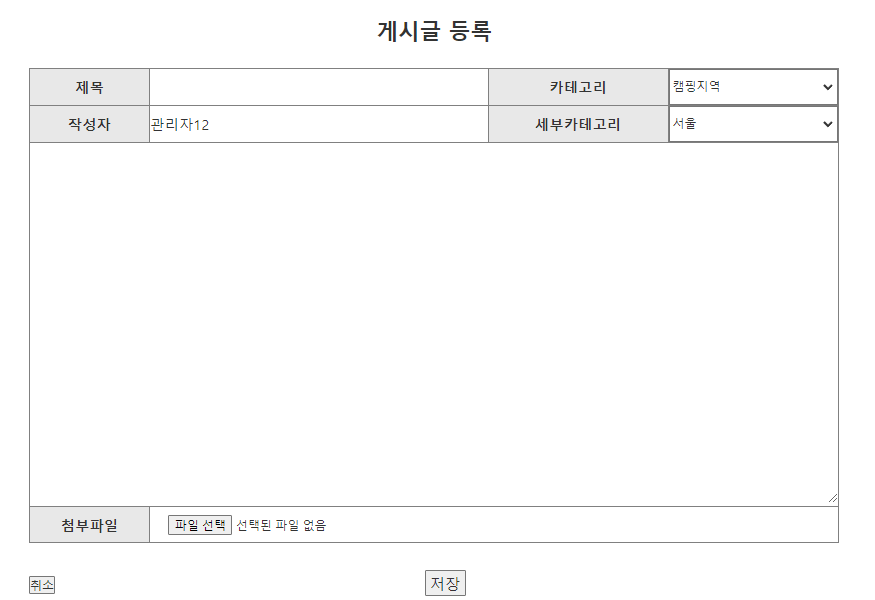 게시글 등록
제목 카테고리 캠핑지역
작성자 관리자12 세부카테고리 서울
첨부파일 파일 선택 선택된 파일 없음
취소 저장